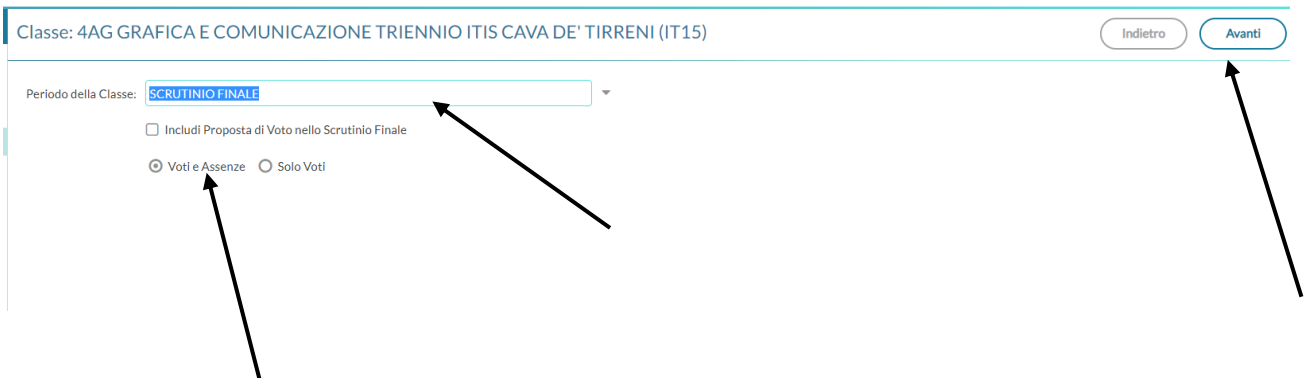 Classe: 4AG GRAFICA E COMUNICAZIONE TRIENNIO ITIS CAVA DE' TIRRENI (IT15)
Indietro
Avanti
Periodo della Classe: SCRUTINIO FINALE
Includi Proposta di Voto nello Scrutinio Finale
Voti e Assenze Solo Voti